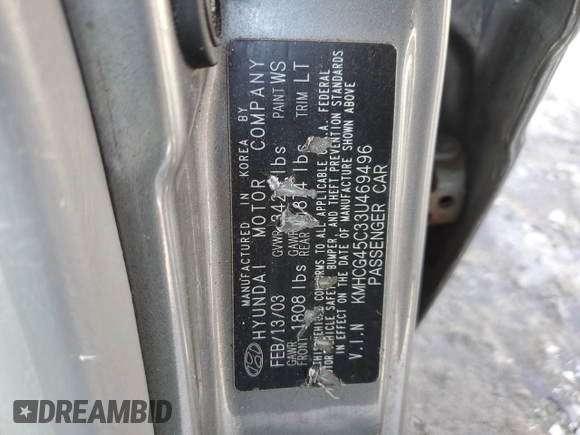 MANUFACTURED IN KOREA BY
HYUNDAI MOTOR COMPANY
FEB/13/03 GVWR lbs PAINT WS
GAWR FRONT 1808 lbs GAWR REAR lbs TRIM LT
THIS VEHICLE CONFORMS TO ALL APPLICABLE U.S.A. FEDERAL
MOTOR VEHICLE SAFETY, BUMPER, AND THEFT PREVENTION STANDARDS
IN EFFECT ON THE DATE OF MANUFACTURE SHOWN ABOVE
V.I.N KMHCG45C33U469496
PASSENGER CAR
DREAMBID